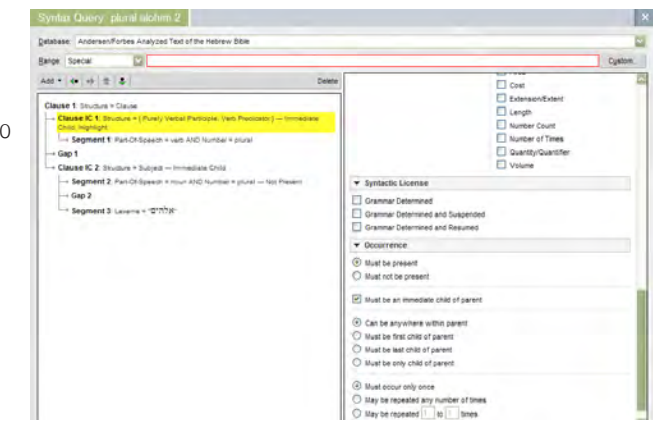 Syntax Query: plural alohim 2
Database: Andersen/Forbes Analyzed Text of the Hebrew Bible
Range: Special Custom...
Add Delete
Clause 1: Structure = Clause
Clause IC 1: Structure = {Purely Verbal Participle, Verb Predicator} — Immediate
Child, Highlight
Segment 1: Part-Of-Speech = verb AND Number = plural
Gap 1
Clause IC 2: Structure = Subject — Immediate Child
Segment 2: Part-Of-Speech = noun AND Number = plural — Not Present
Gap 2
Segment 3: Lexeme = "אלהים"
0
Cost
Extension/Extent
Length
Number Count
Number of Times
Quantity/Quantifier
Volume
Syntactic License
Grammar Determined
Grammar Determined and Suspended
Grammar Determined and Resumed
Occurrence
Must be present
Must not be present
Must be an immediate child of parent
Can be anywhere within parent
Must be first child of parent
Must be last child of parent
Must be only child of parent
Must occur only once
May be repeated any number of times
May be repeated 1 to 1 times